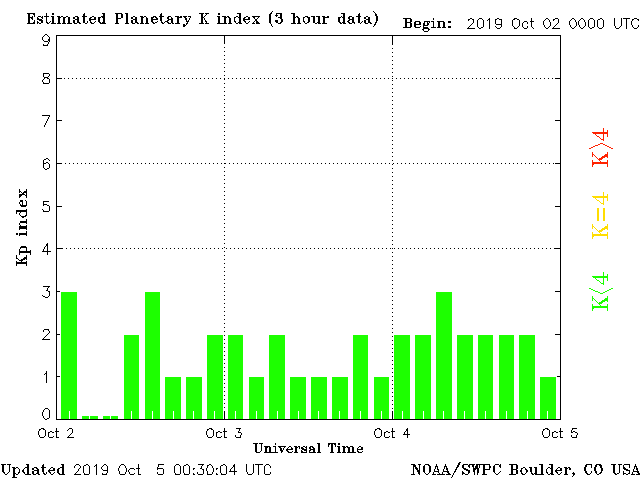 Estimated Planetary K index (3 hour data) Begin: 2019 Oct 02 0000 UTC
9
8
7
6
5
4
3
2
1
0
Kp index
K>4
K=4
K<4
Oct 2 Oct 3 Oct 4 Oct 5
Universal Time
Updated 2019 Oct 5 00:30:04 UTC NOAA/SWPC Boulder, CO USA